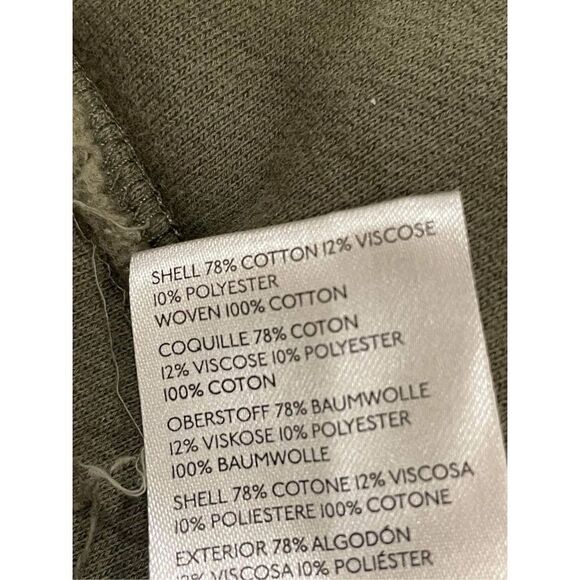 SHELL 78% COTTON 12% VISCOSE
10% POLYESTER
WOVEN 100% COTTON
COQUILLE 78% COTON
12% VISCOSE 10% POLYESTER
100% COTON
OBERSTOFF 78% BAUMWOLLE
12% VISKOSE 10% POLYESTER
100% BAUMWOLLE
SHELL 78% COTONE 12% VISCOSA
10% POLIESTERE 100% COTONE
EXTERIOR 78% ALGODÓN
12% VISCOSA 10% POLIÉSTER